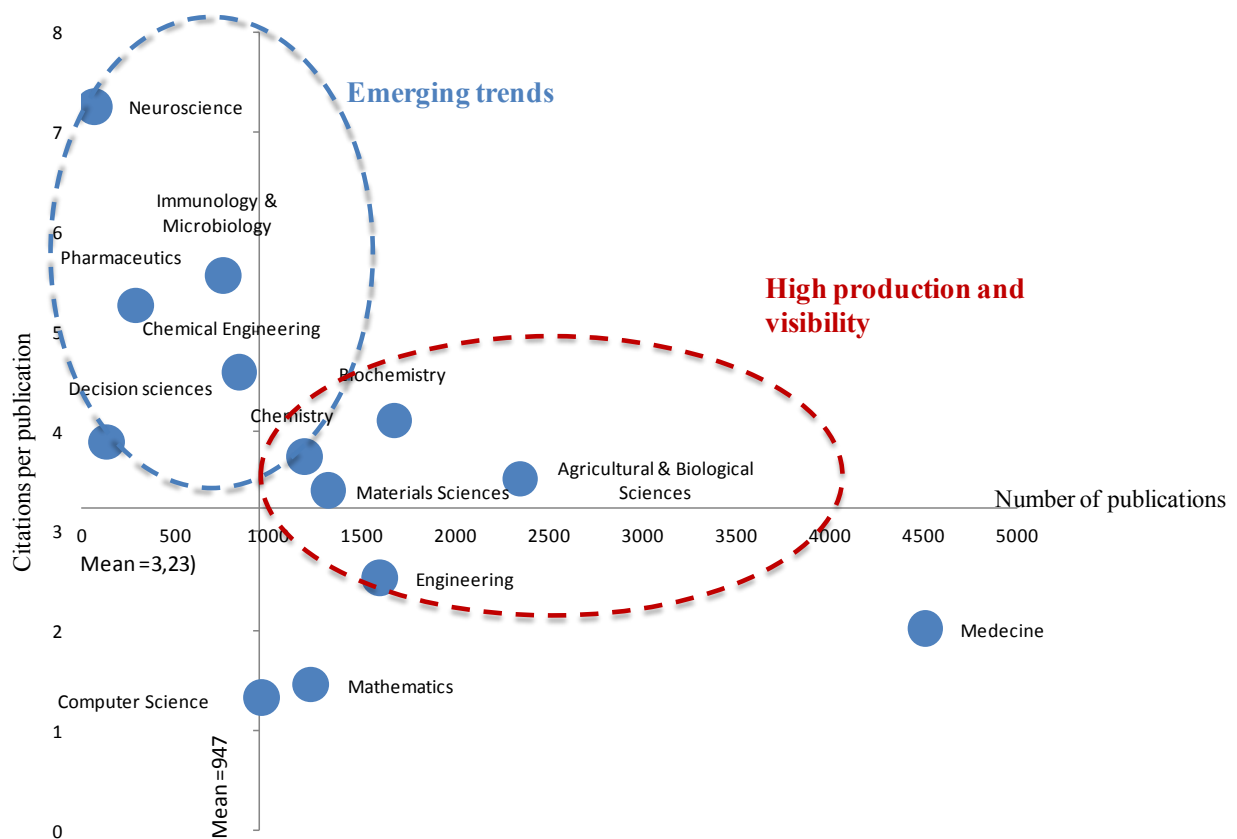 8
Emerging trends
Neuroscience
7
Immunology &
Microbiology
6
Pharmaceutics
High production and
visibility
5
Chemical Engineering
Biochemistry
Decision sciences
Chemistry
4
Agricultural & Biological
Sciences
Materials Sciences
Number of publications
Citations per publication
3
0 500 1000 1500 2000 2500 3000 3500 4000 4500 5000
Mean =3,23)
Engineering
2
Medecine
Mathematics
Computer Science
1
Mean =947
0